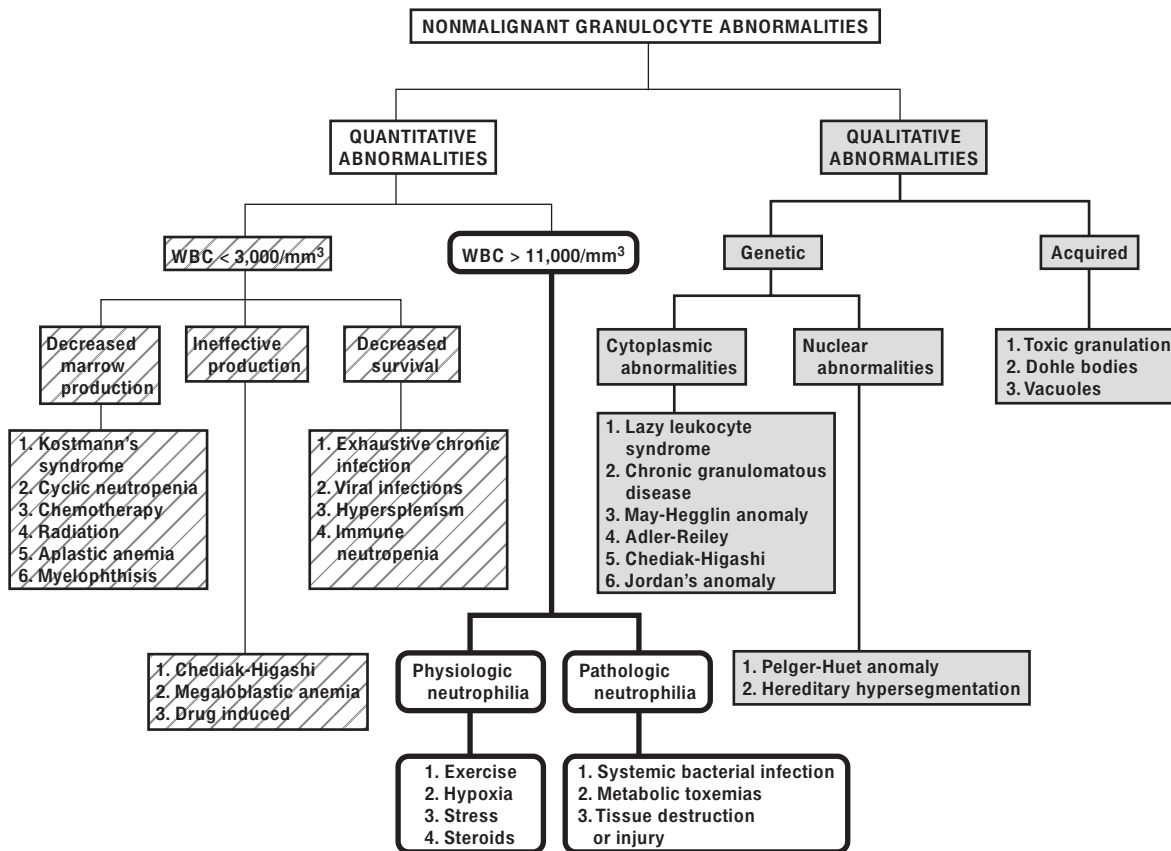 NONMALIGNANT GRANULOCYTE ABNORMALITIES
QUANTITATIVE
ABNORMALITIES
QUALITATIVE
ABNORMALITIES
WBC < 3,000/mm³
WBC > 11,000/mm³
Genetic
Acquired
Decreased
marrow
production
Ineffective
production
Decreased
survival
Cytoplasmic
abnormalities
Nuclear
abnormalities
1. Toxic granulation
2. Dohle bodies
3. Vacuoles
1. Kostmann's
syndrome
2. Cyclic neutropenia
3. Chemotherapy
4. Radiation
5. Aplastic anemia
6. Myelophthisis
1. Exhaustive chronic
infection
2. Viral infections
3. Hypersplenism
4. Immune
neutropenia
1. Lazy leukocyte
syndrome
2. Chronic granulomatous
disease
3. May-Hegglin anomaly
4. Adler-Reiley
5. Chediak-Higashi
6. Jordan's anomaly
1. Chediak-Higashi
2. Megaloblastic anemia
3. Drug induced
Physiologic
neutrophilia
Pathologic
neutrophilia
1. Pelger-Huet anomaly
2. Hereditary hypersegmentation
1. Exercise
2. Hypoxia
3. Stress
4. Steroids
1. Systemic bacterial infection
2. Metabolic toxemias
3. Tissue destruction
or injury